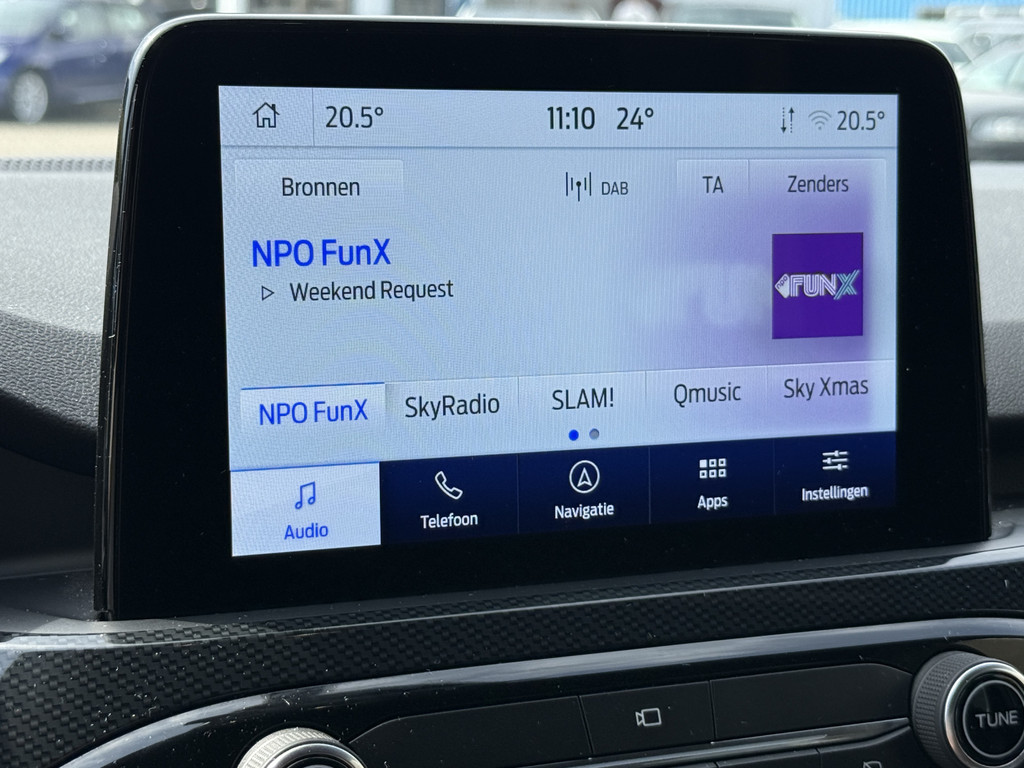 20.5° 11:10 24° 20.5°
Bronnen DAB TA Zenders
NPO FunX
Weekend Request
FUNX
NPO FunX SkyRadio SLAM! Qmusic Sky Xmas
Audio Telefoon Navigatie Apps Instellingen
TUNE